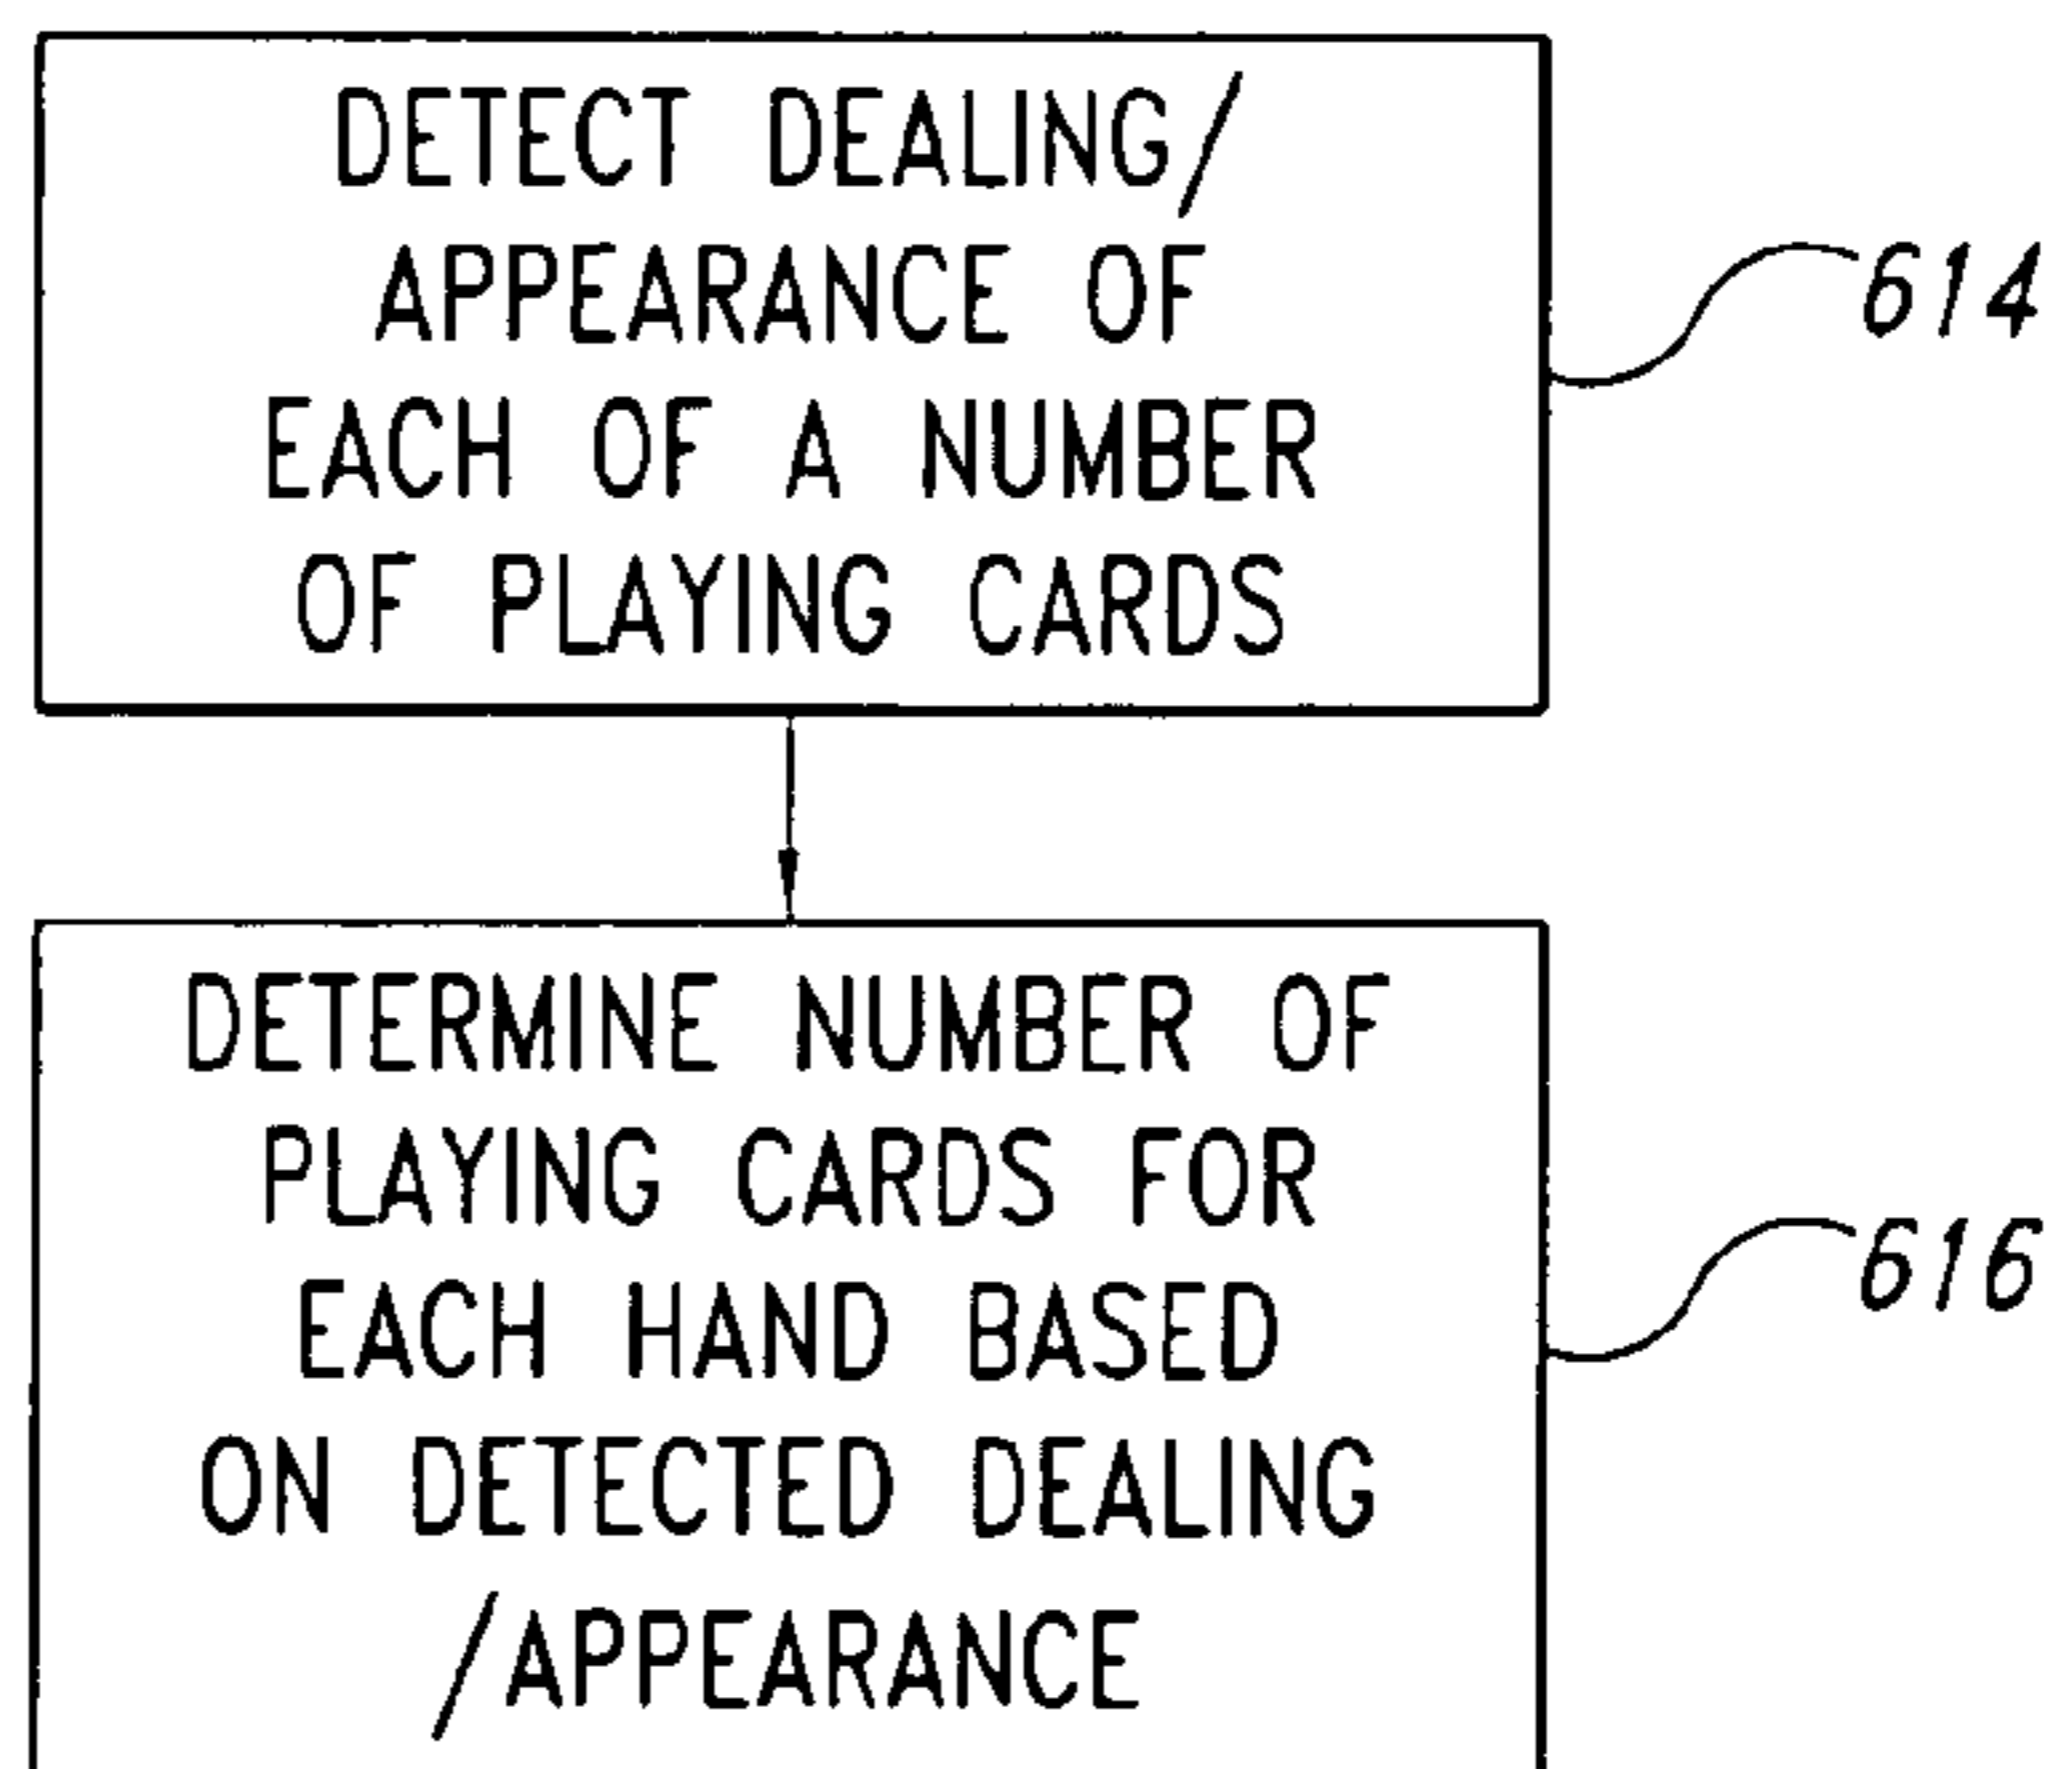 DETECT DEALING/
APPEARANCE OF
EACH OF A NUMBER
OF PLAYING CARDS
614
DETERMINE NUMBER OF
PLAYING CARDS FOR
EACH HAND BASED
ON DETECTED DEALING
/APPEARANCE
616